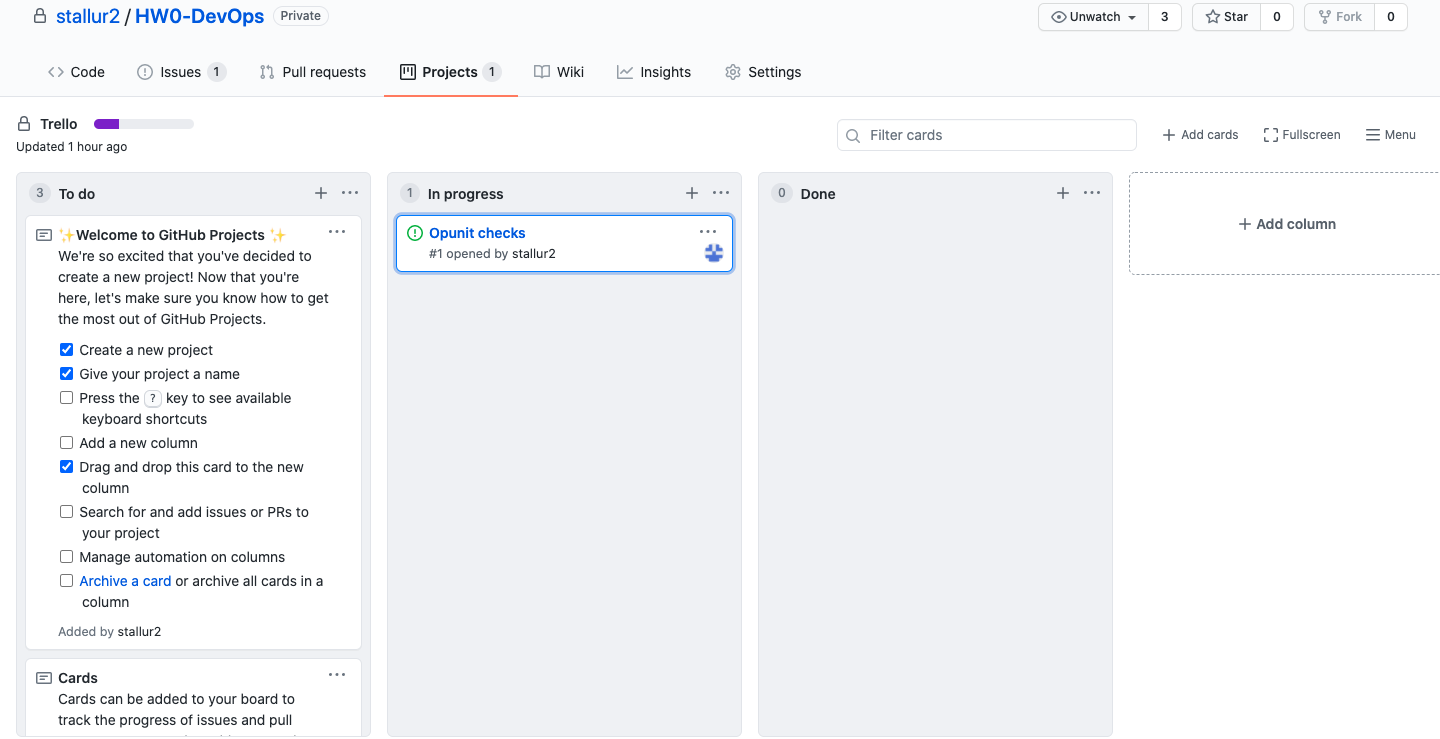 stallur2 / HW0-DevOps Private
Unwatch 3 Star 0 Fork 0
Code Issues 1 Pull requests Projects 1 Wiki Insights Settings
Trello
Updated 1 hour ago
Filter cards
Add cards Fullscreen Menu
3 To do
✨Welcome to GitHub Projects ✨
We're so excited that you've decided to
create a new project! Now that you're
here, let's make sure you know how to get
the most out of GitHub Projects.
Create a new project
Give your project a name
Press the ? key to see available
keyboard shortcuts
Add a new column
Drag and drop this card to the new
column
Search for and add issues or PRs to
your project
Manage automation on columns
Archive a card or archive all cards in a
column
Added by stallur2
Cards
Cards can be added to your board to
track the progress of issues and pull
1 In progress
Opunit checks
#1 opened by stallur2
0 Done
Add column